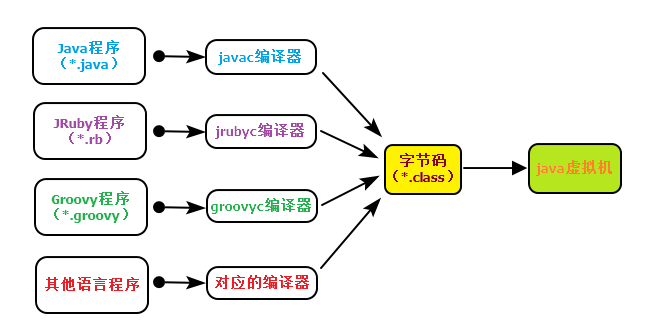 Java程序
（*.java）
javac编译器
JRuby程序
（*.rb）
jrubyc编译器
字节码
（*.class）
java虚拟机
Groovy程序
（*.groovy）
groovyc编译器
其他语言程序
对应的编译器